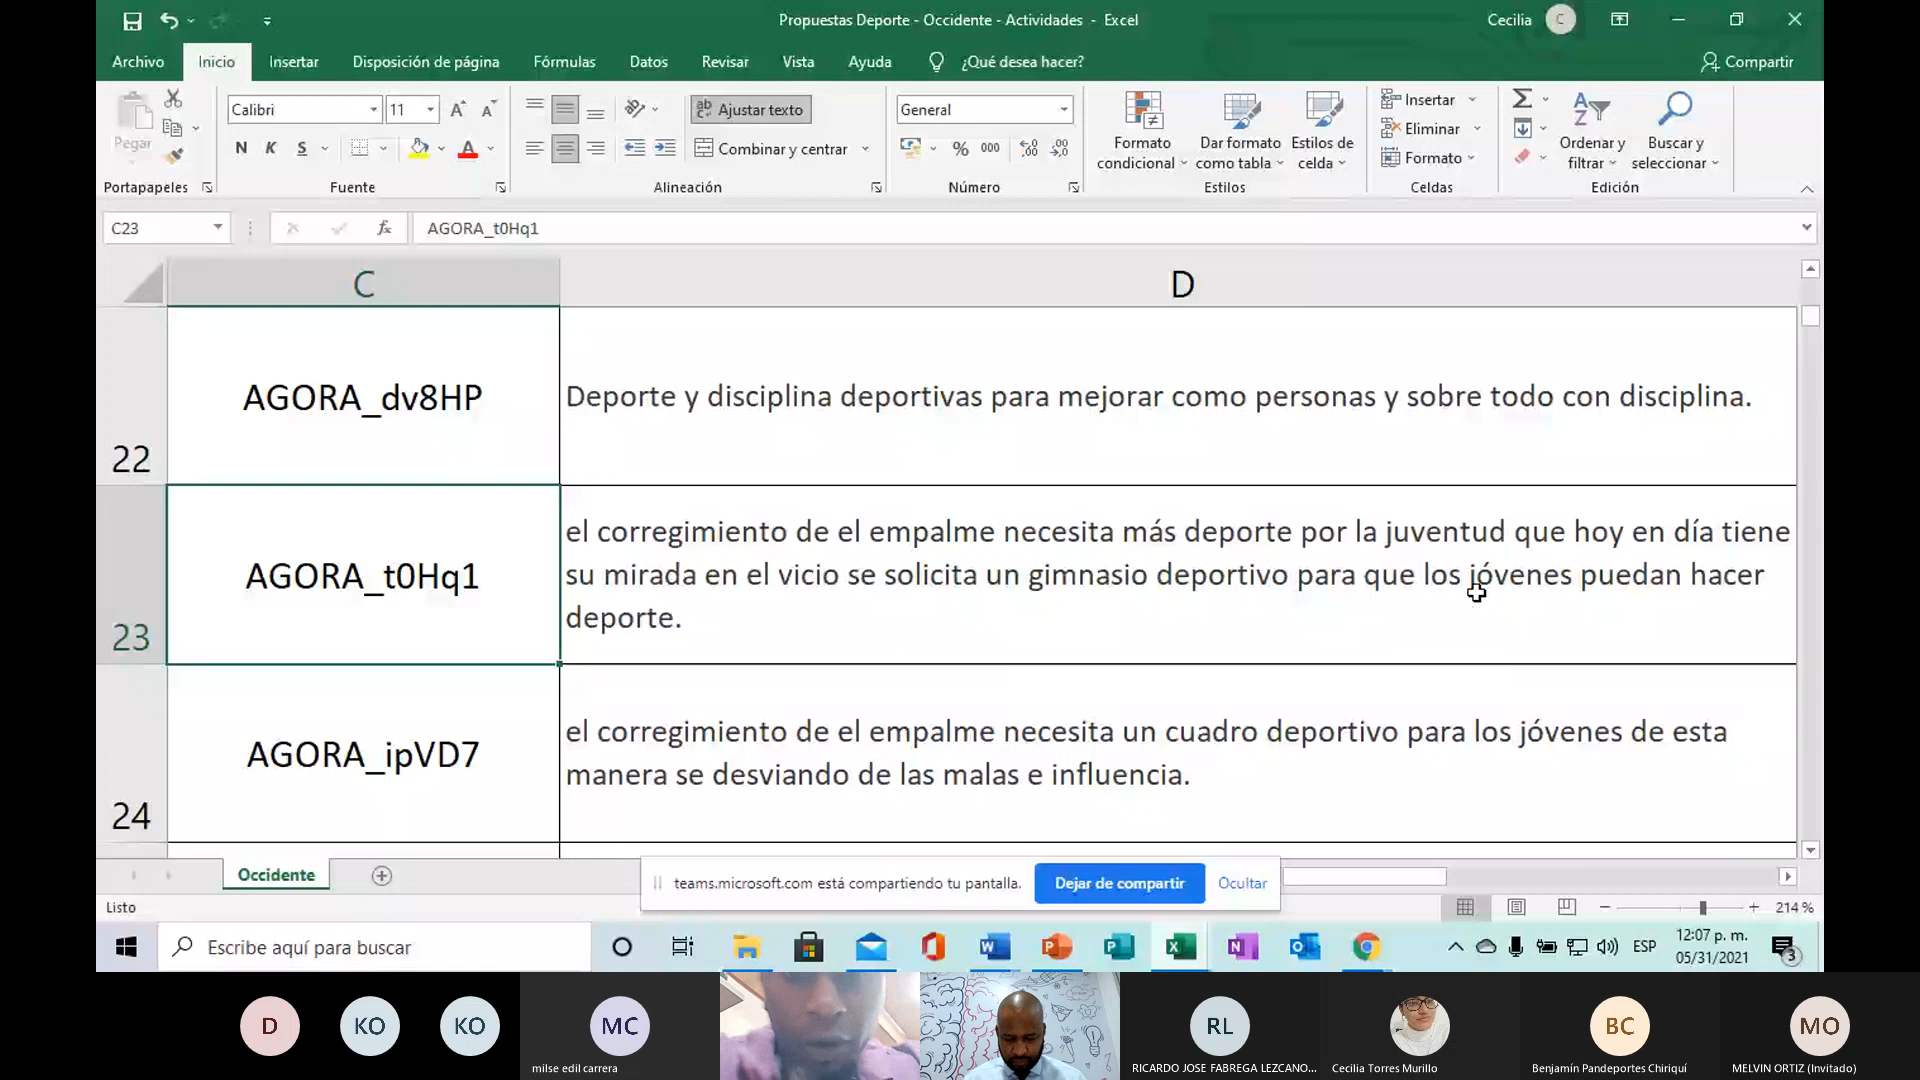 Propuestas Deporte - Occidente - Actividades - Excel
Cecilia
C
Archivo
Inicio
Insertar
Disposición de página
Fórmulas
Datos
Revisar
Vista
Ayuda
¿Qué desea hacer?
Compartir
Pegar
Portapapeles
Calibri
11
N K S
Fuente
Ajustar texto
Combinar y centrar
Alineación
General
% 000
Número
Formato condicional
Dar formato como tabla
Estilos de celda
Estilos
Insertar
Eliminar
Formato
Celdas
Ordenar y filtrar
Buscar y seleccionar
Edición
C23
fx
AGORA_t0Hq1
C
D
22
AGORA_dv8HP
Deporte y disciplina deportivas para mejorar como personas y sobre todo con disciplina.
23
AGORA_t0Hq1
el corregimiento de el empalme necesita más deporte por la juventud que hoy en día tiene
su mirada en el vicio se solicita un gimnasio deportivo para que los jóvenes puedan hacer
deporte.
24
AGORA_ipVD7
el corregimiento de el empalme necesita un cuadro deportivo para los jóvenes de esta
manera se desviando de las malas e influencia.
Occidente
teams.microsoft.com está compartiendo tu pantalla.
Dejar de compartir
Ocultar
Listo
214 %
Escribe aquí para buscar
ESP
12:07 p. m.
05/31/2021
3
D
KO
KO
MC
milse edil carrera
RL
RICARDO JOSE FABREGA LEZCANO...
Cecilia Torres Murillo
BC
Benjamín Pandeportes Chiriquí
MO
MELVIN ORTIZ (Invitado)